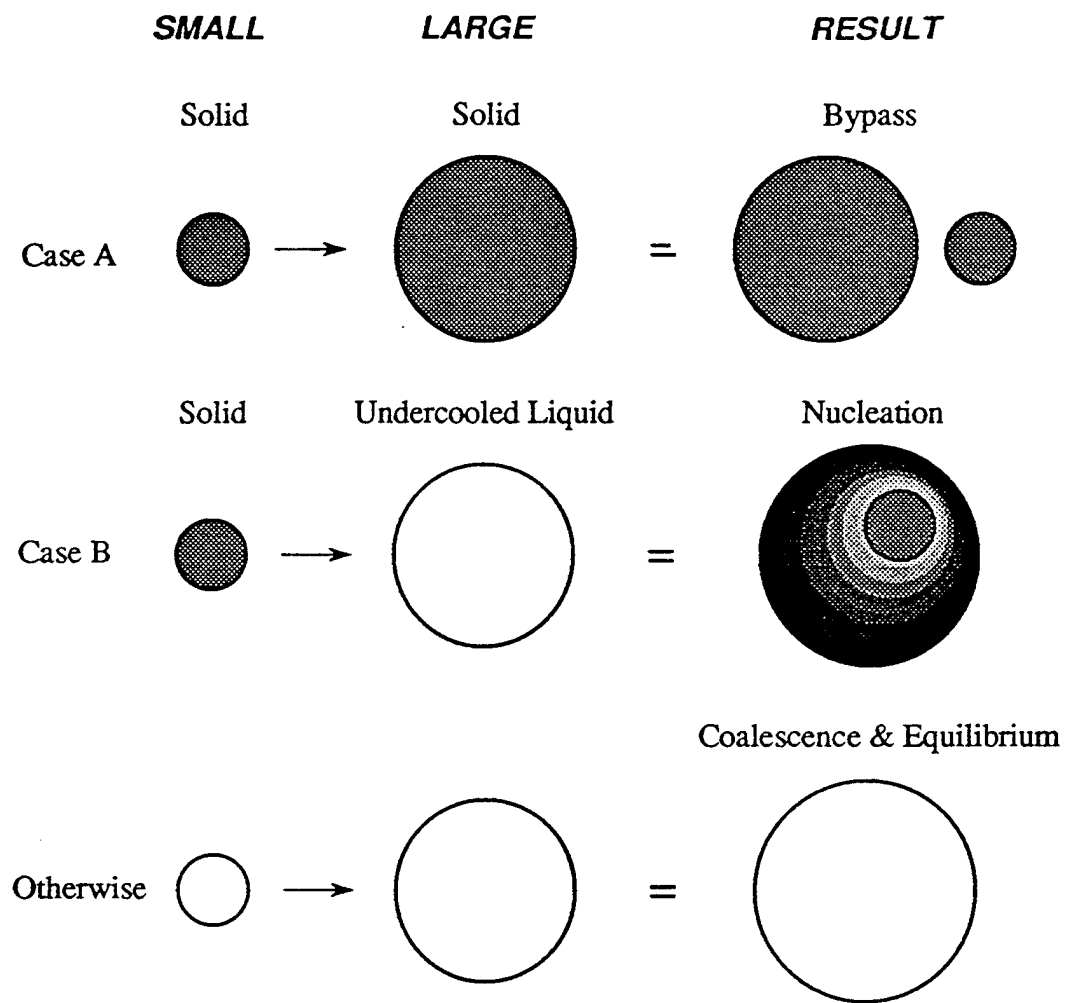 SMALL LARGE RESULT
Solid Solid Bypass
Case A =
Solid Undercooled Liquid Nucleation
Case B =
Coalescence & Equilibrium
Otherwise =